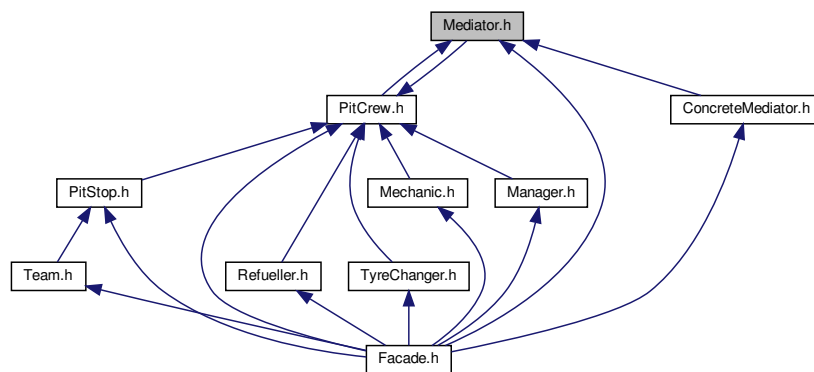 Mediator.h
PitCrew.h
ConcreteMediator.h
PitStop.h
Mechanic.h
Manager.h
Team.h
Refueller.h
TyreChanger.h
Facade.h